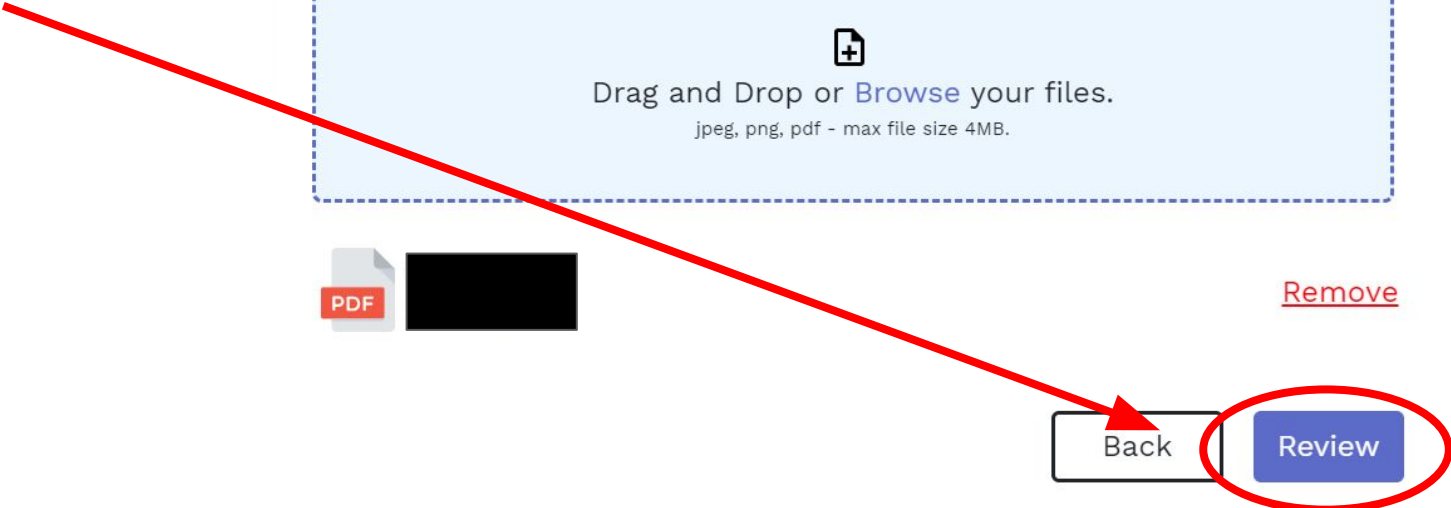 Drag and Drop or Browse your files.
jpeg, png, pdf - max file size 4MB.
PDF
Remove
Back
Review